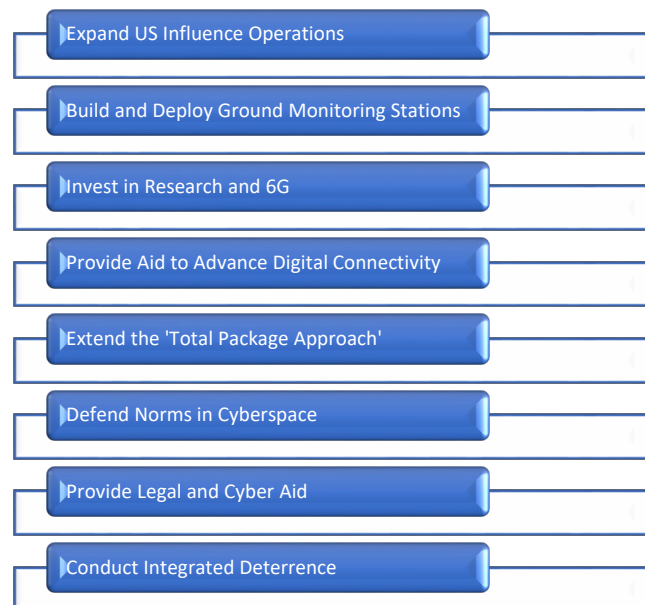 Expand US Influence Operations
Build and Deploy Ground Monitoring Stations
Invest in Research and 6G
Provide Aid to Advance Digital Connectivity
Extend the 'Total Package Approach'
Defend Norms in Cyberspace
Provide Legal and Cyber Aid
Conduct Integrated Deterrence